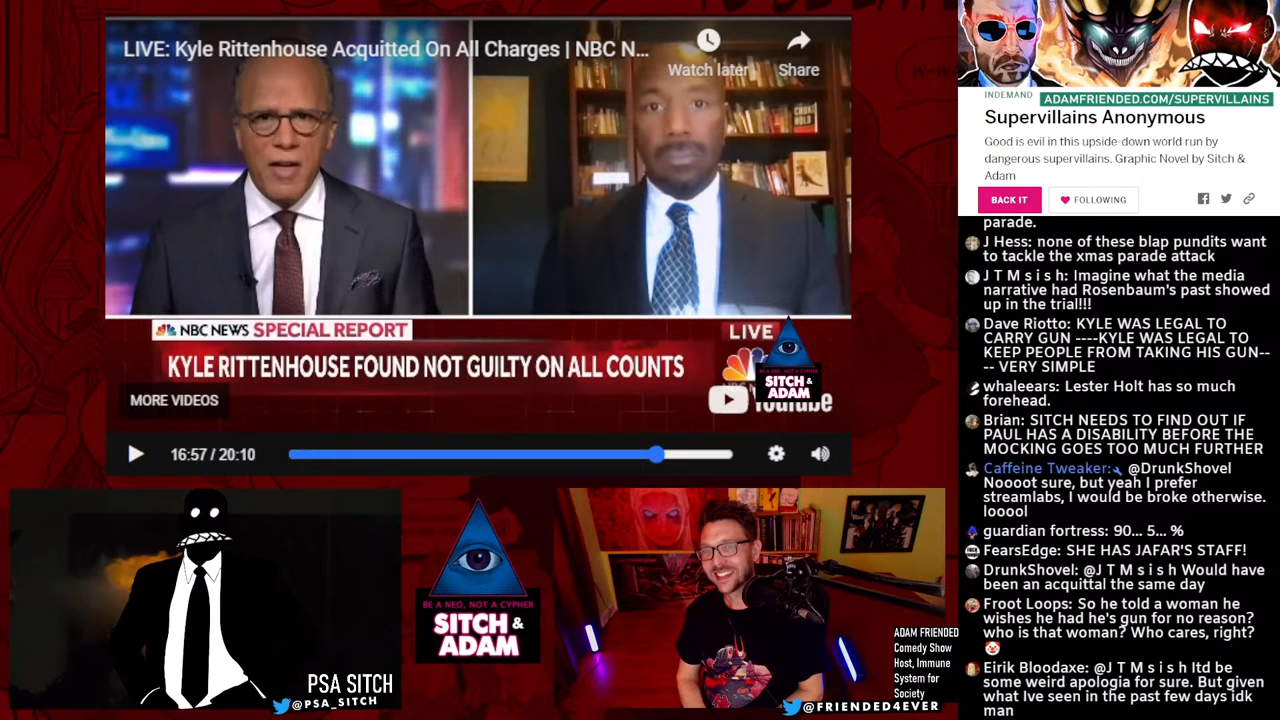 LIVE: Kyle Rittenhouse Acquitted On All Charges | NBC N...
Watch later
Share
NBC NEWS SPECIAL REPORT
LIVE
KYLE RITTENHOUSE FOUND NOT GUILTY ON ALL COUNTS
SITCH &
ADAM
MORE VIDEOS
YouTube
16:57 / 20:10
BE A NEO, NOT A CYPHER
SITCH &
ADAM
PSA SITCH
@PSA_SITCH
ADAM FRIENDED
Comedy Show
Host, Immune
System for
Society
@FRIENDED4EVER
INDEMAND
ADAMFRIENDED.COM/SUPERVILLAINS
Supervillains Anonymous
Good is evil in this upside-down world run by
dangerous supervillains. Graphic Novel by Sitch &
Adam
BACK IT
FOLLOWING
parade.
J Hess: none of these blap pundits want
to tackle the xmas parade attack
J T M s i s h: Imagine what the media
narrative had Rosenbaum's past showed
up in the trial!!!
Dave Riotto: KYLE WAS LEGAL TO
CARRY GUN ----KYLE WAS LEGAL TO
KEEP PEOPLE FROM TAKING HIS GUN--
-- VERY SIMPLE
whaleears: Lester Holt has so much
forehead.
Brian: SITCH NEEDS TO FIND OUT IF
PAUL HAS A DISABILITY BEFORE THE
MOCKING GOES TOO MUCH FURTHER
Caffeine Tweaker: @DrunkShovel
Noooot sure, but yeah I prefer
streamlabs, I would be broke otherwise.
looool
guardian fortress: 90... 5... %
FearsEdge: SHE HAS JAFAR'S STAFF!
DrunkShovel: @J T M s i s h Would have
been an acquittal the same day
Froot Loops: So he told a woman he
wishes he had he's gun for no reason?
who is that woman? Who cares, right?
Eirik Bloodaxe: @J T M s i s h Itd be
some weird apologia for sure. But given
what Ive seen in the past few days idk
man